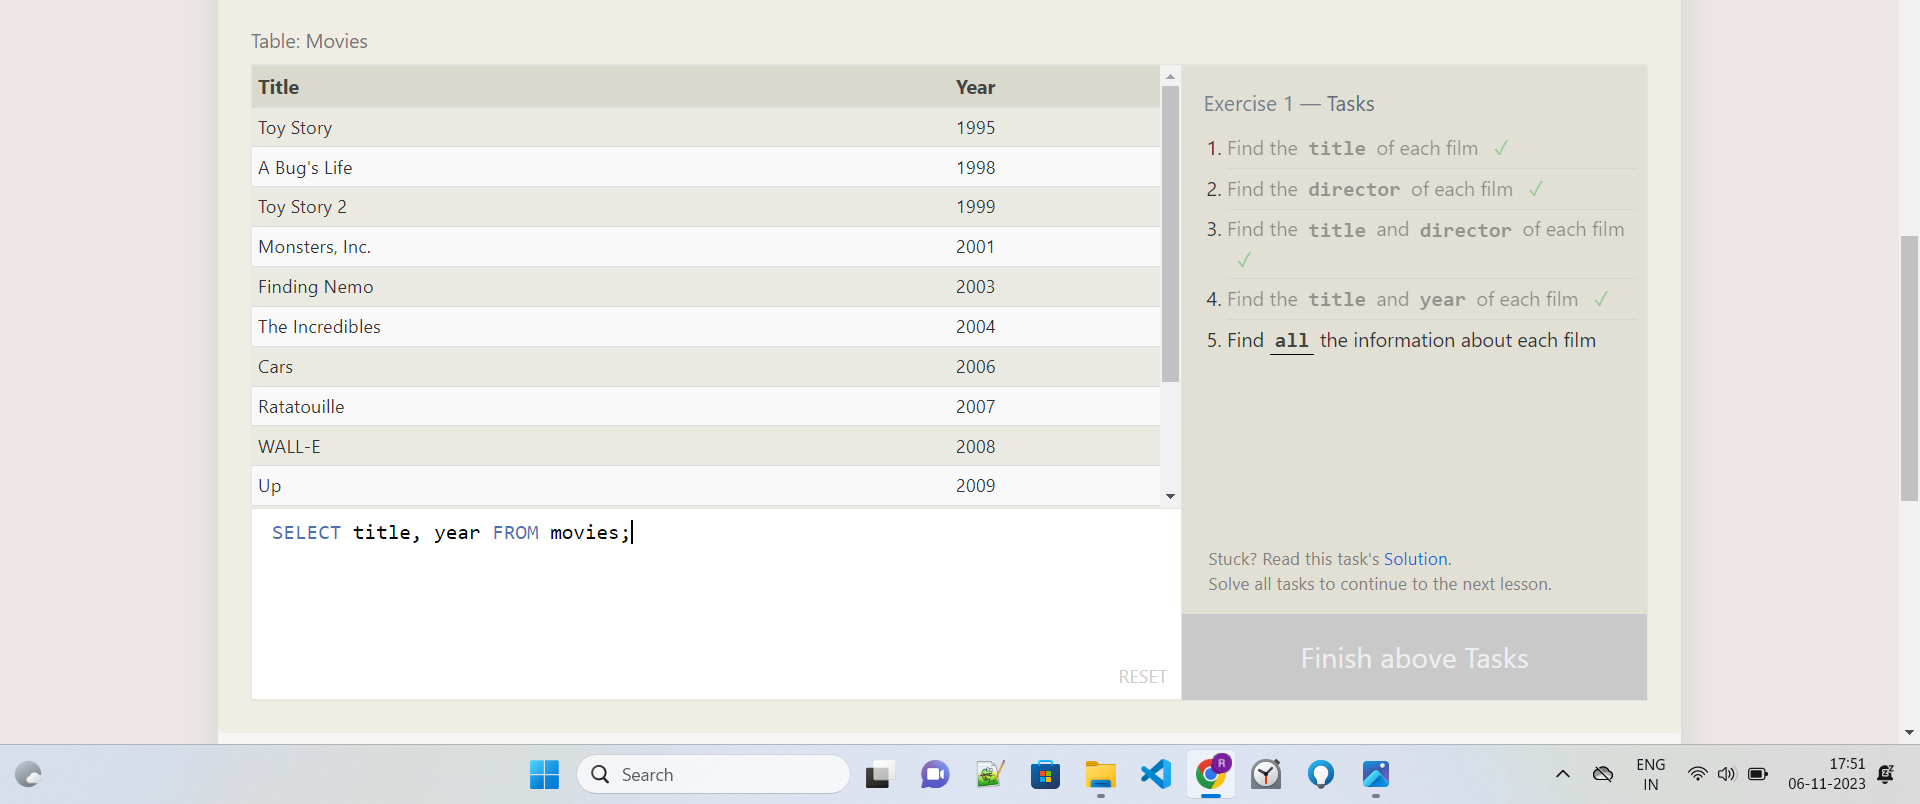 Table: Movies
Title Year
Toy Story 1995
A Bug's Life 1998
Toy Story 2 1999
Monsters, Inc. 2001
Finding Nemo 2003
The Incredibles 2004
Cars 2006
Ratatouille 2007
WALL-E 2008
Up 2009
SELECT title, year FROM movies;
RESET
Exercise 1 — Tasks
1. Find the title of each film ✓
2. Find the director of each film ✓
3. Find the title and director of each film
✓
4. Find the title and year of each film ✓
5. Find all the information about each film
Stuck? Read this task's Solution.
Solve all tasks to continue to the next lesson.
Finish above Tasks
Search
R
ENG
IN
17:51
06-11-2023